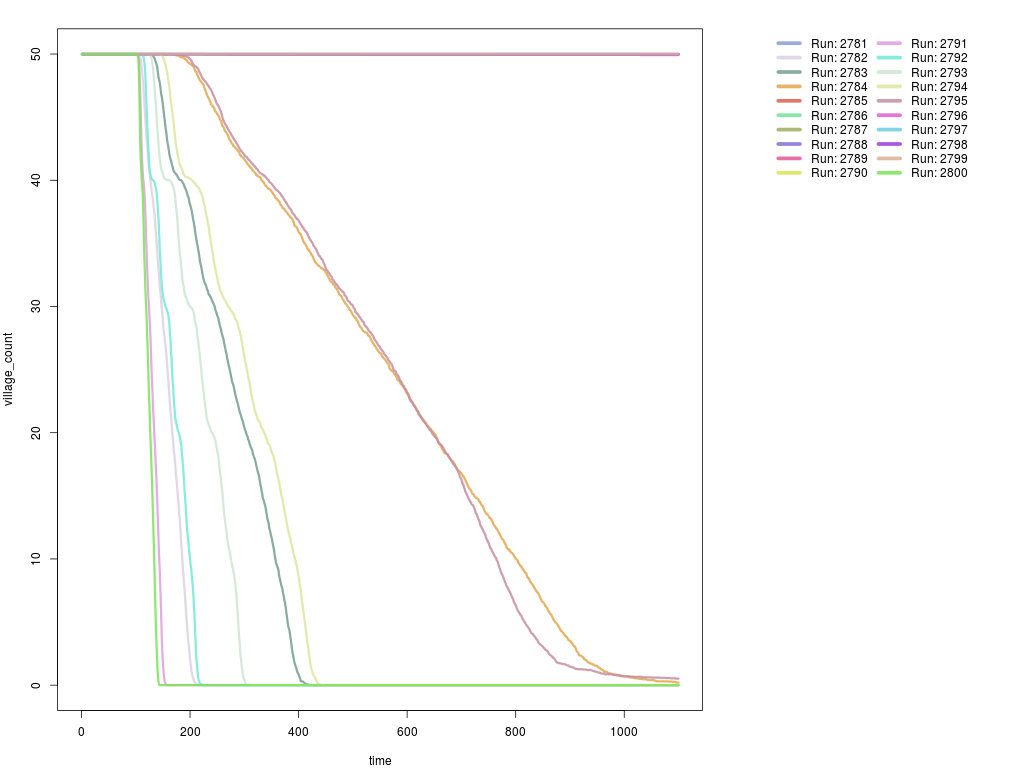 50
40
30
20
10
0
village_count
0 200 400 600 800 1000
time
Run: 2781 Run: 2791
Run: 2782 Run: 2792
Run: 2783 Run: 2793
Run: 2784 Run: 2794
Run: 2785 Run: 2795
Run: 2786 Run: 2796
Run: 2787 Run: 2797
Run: 2788 Run: 2798
Run: 2789 Run: 2799
Run: 2790 Run: 2800